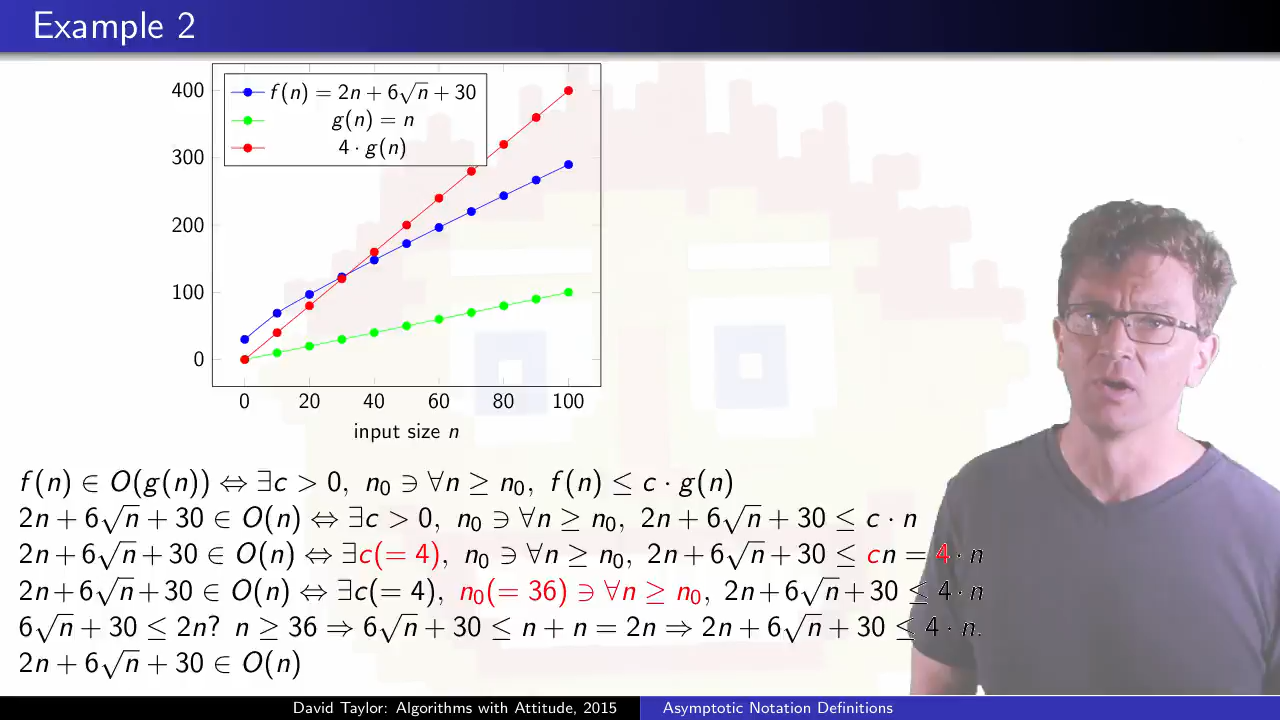 Example 2
400
300
200
100
0
f(n) = 2n + 6√n + 30
g(n) = n
4 · g(n)
0 20 40 60 80 100
input size n
f(n) ∈ O(g(n)) ⇔ ∃c > 0, n₀ ∋ ∀n ≥ n₀, f(n) ≤ c · g(n)
2n + 6√n + 30 ∈ O(n) ⇔ ∃c > 0, n₀ ∋ ∀n ≥ n₀, 2n + 6√n + 30 ≤ c · n
2n + 6√n + 30 ∈ O(n) ⇔ ∃c(= 4), n₀ ∋ ∀n ≥ n₀, 2n + 6√n + 30 ≤ cn = 4 · n
2n + 6√n + 30 ∈ O(n) ⇔ ∃c(= 4), n₀(= 36) ∋ ∀n ≥ n₀, 2n + 6√n + 30 ≤ 4 · n
6√n + 30 ≤ 2n? n ≥ 36 ⇒ 6√n + 30 ≤ n + n = 2n ⇒ 2n + 6√n + 30 ≤ 4 · n.
2n + 6√n + 30 ∈ O(n)
David Taylor: Algorithms with Attitude, 2015 Asymptotic Notation Definitions